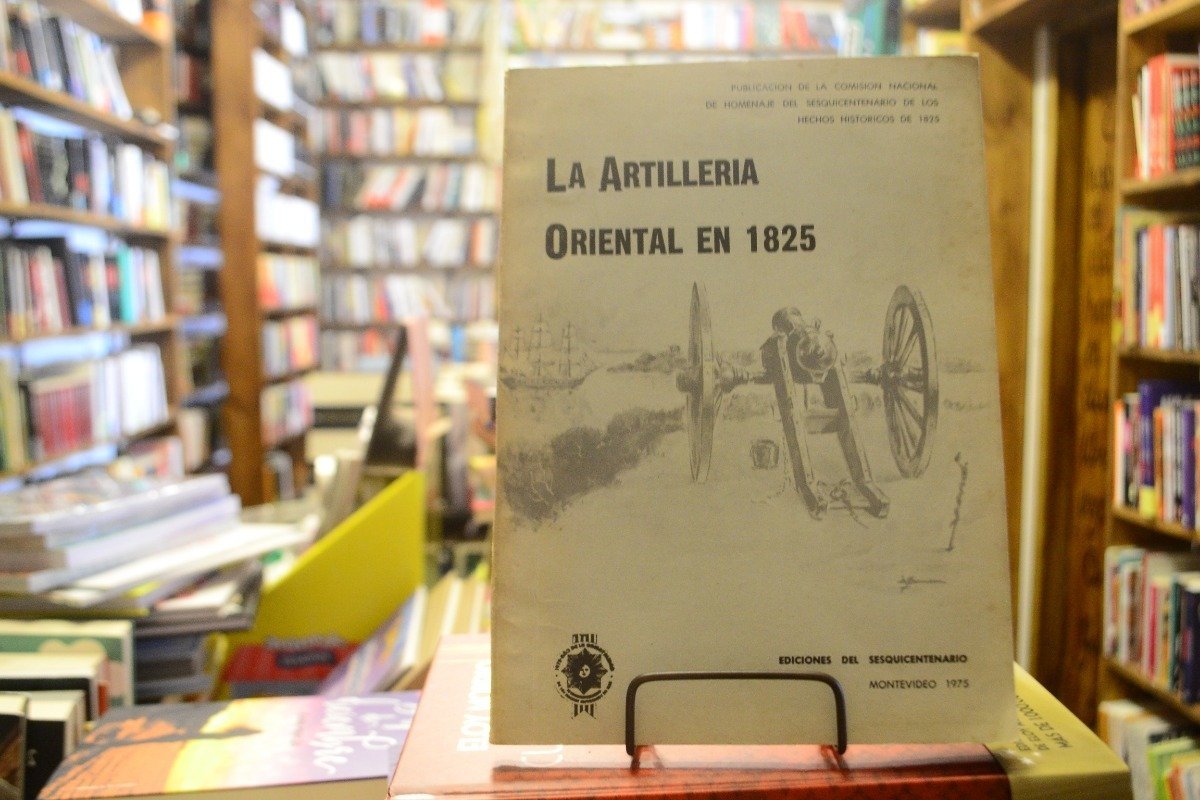 PUBLICACION DE LA COMISION NACIONAL
DE HOMENAJE DEL SESQUICENTENARIO DE LOS
HECHOS HISTORICOS DE 1825
LA ARTILLERIA
ORIENTAL EN 1825
EDICIONES DEL SESQUICENTENARIO
MONTEVIDEO 1975